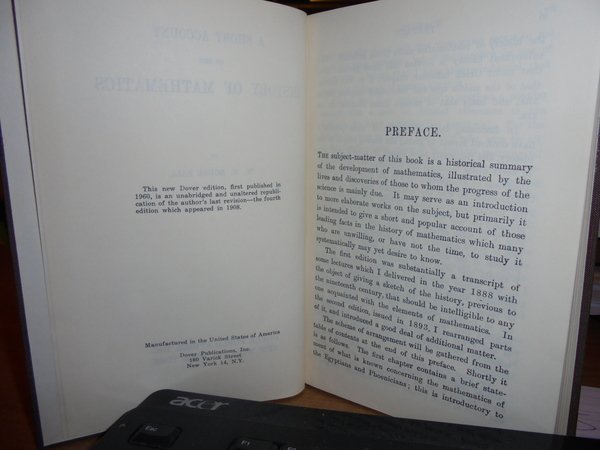 A SHORT ACCOUNT
OF THE
HISTORY OF MATHEMATICS
This new Dover edition, first published in
1960, is an unabridged and unaltered republi-
cation of the author's last revision—the fourth
edition which appeared in 1908.
Manufactured in the United States of America
Dover Publications, Inc.
180 Varick Street
New York 14, N.Y.
PREFACE.
THE subject-matter of this book is a historical summary
of the development of mathematics, illustrated by the
lives and discoveries of those to whom the progress of the
science is mainly due. It may serve as an introduction
to more elaborate works on the subject, but primarily it
is intended to give a short and popular account of those
leading facts in the history of mathematics which many
who are unwilling, or have not the time, to study it
systematically may yet desire to know.
The first edition was substantially a transcript of
some lectures which I delivered in the year 1888 with
the object of giving a sketch of the history, previous to
the nineteenth century, that should be intelligible to any
one acquainted with the elements of mathematics. In
the second edition, issued in 1893, I rearranged parts
of it, and introduced a good deal of additional matter.
The scheme of arrangement will be gathered from the
table of contents at the end of this preface. Shortly it
is as follows. The first chapter contains a brief state-
ment of what is known concerning the mathematics of
the Egyptians and Phoenicians; this is introductory to
acer
Esc
F1